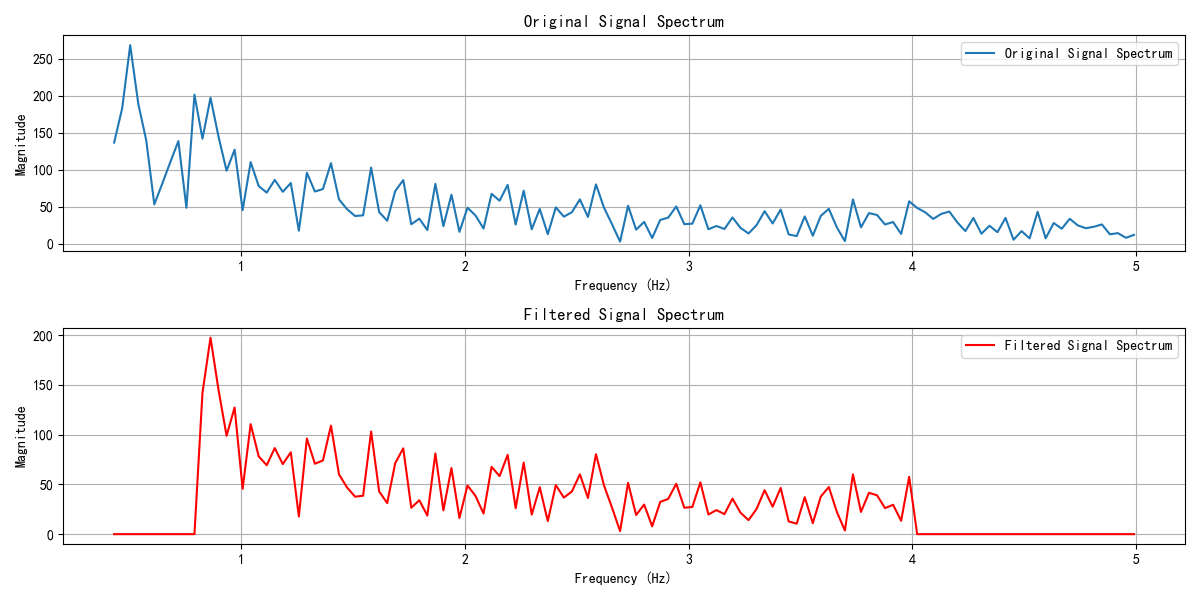 Original Signal Spectrum
Original Signal Spectrum
Magnitude
250
200
150
100
50
0
1
2
3
4
5
Frequency (Hz)
Filtered Signal Spectrum
Filtered Signal Spectrum
Magnitude
200
150
100
50
0
1
2
3
4
5
Frequency (Hz)